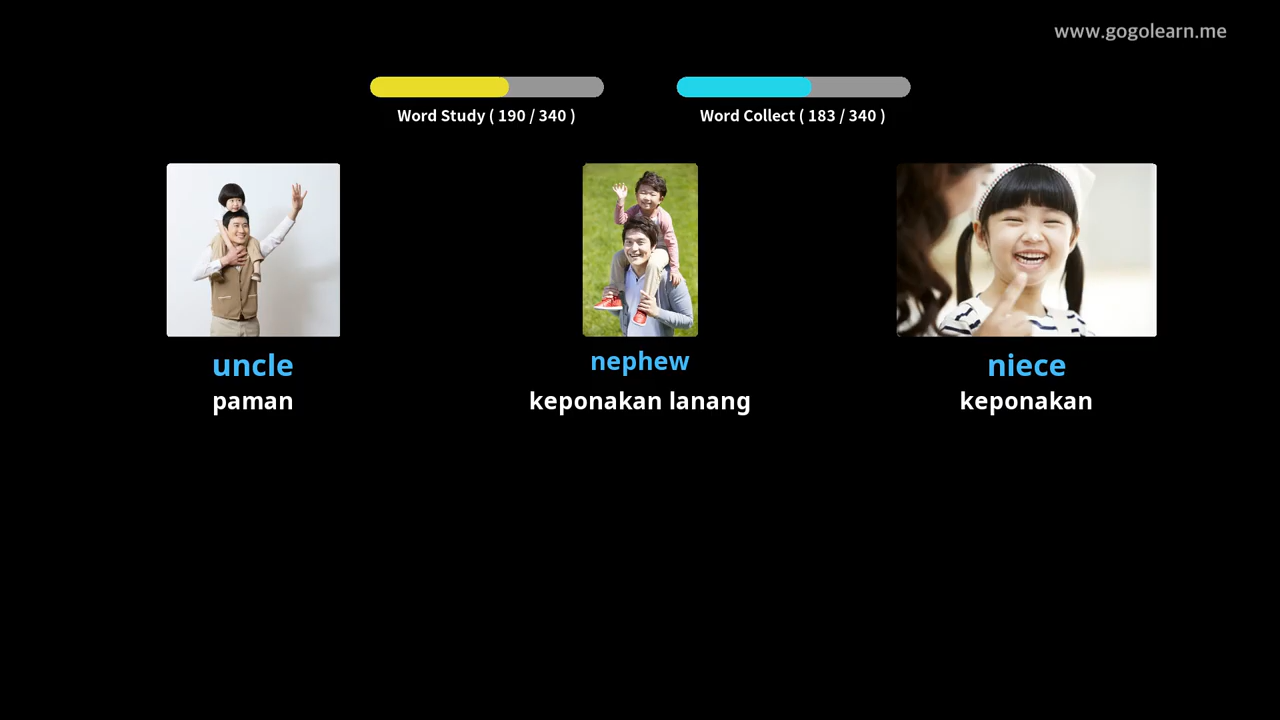 www.gogolearn.me
Word Study ( 190 / 340 )
Word Collect ( 183 / 340 )
uncle
paman
nephew
keponakan lanang
niece
keponakan